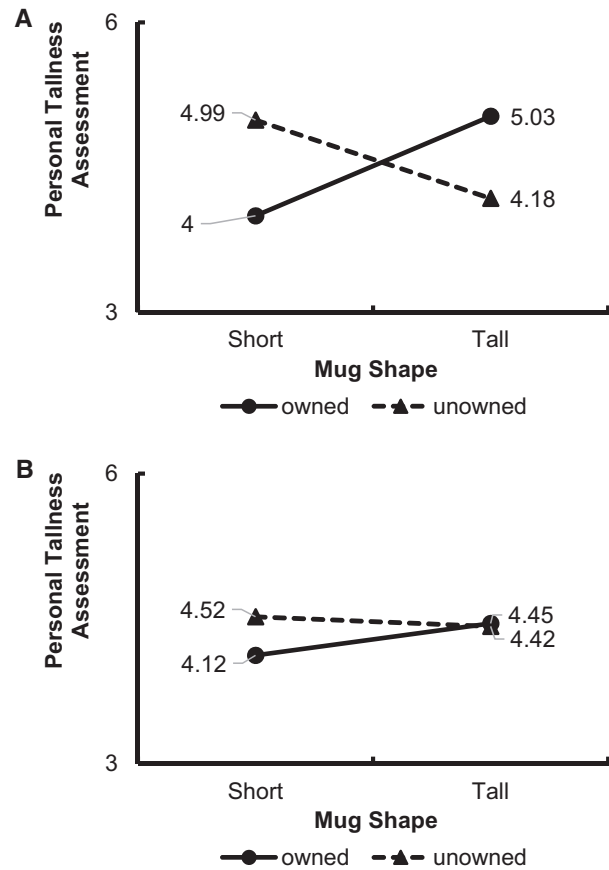 A
6
Personal Tallness
Assessment
4.99
5.03
4
4.18
3
Short Tall
Mug Shape
owned unowned
B
6
Personal Tallness
Assessment
4.52
4.45
4.42
4.12
3
Short Tall
Mug Shape
owned unowned